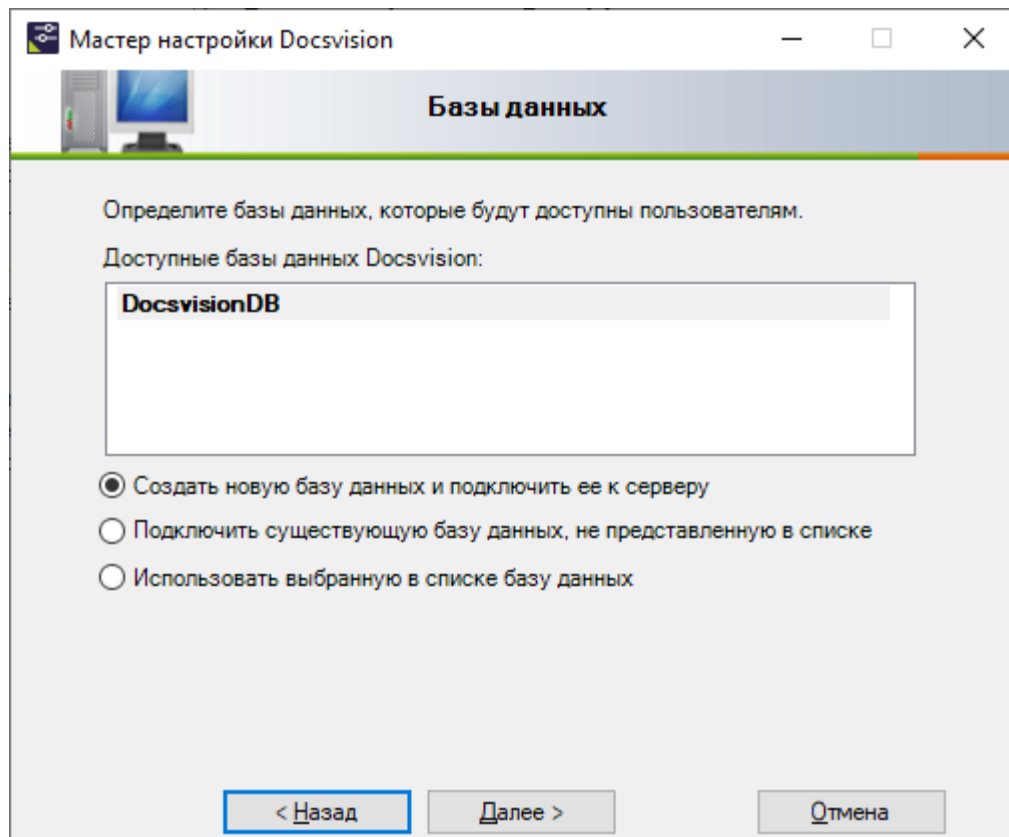 Мастер настройки Docsvision
Базы данных
Определите базы данных, которые будут доступны пользователям.
Доступные базы данных Docsvision:
DocsvisionDB
Создать новую базу данных и подключить ее к серверу
Подключить существующую базу данных, не представленную в списке
Использовать выбранную в списке базу данных
< Назад Далее > Отмена